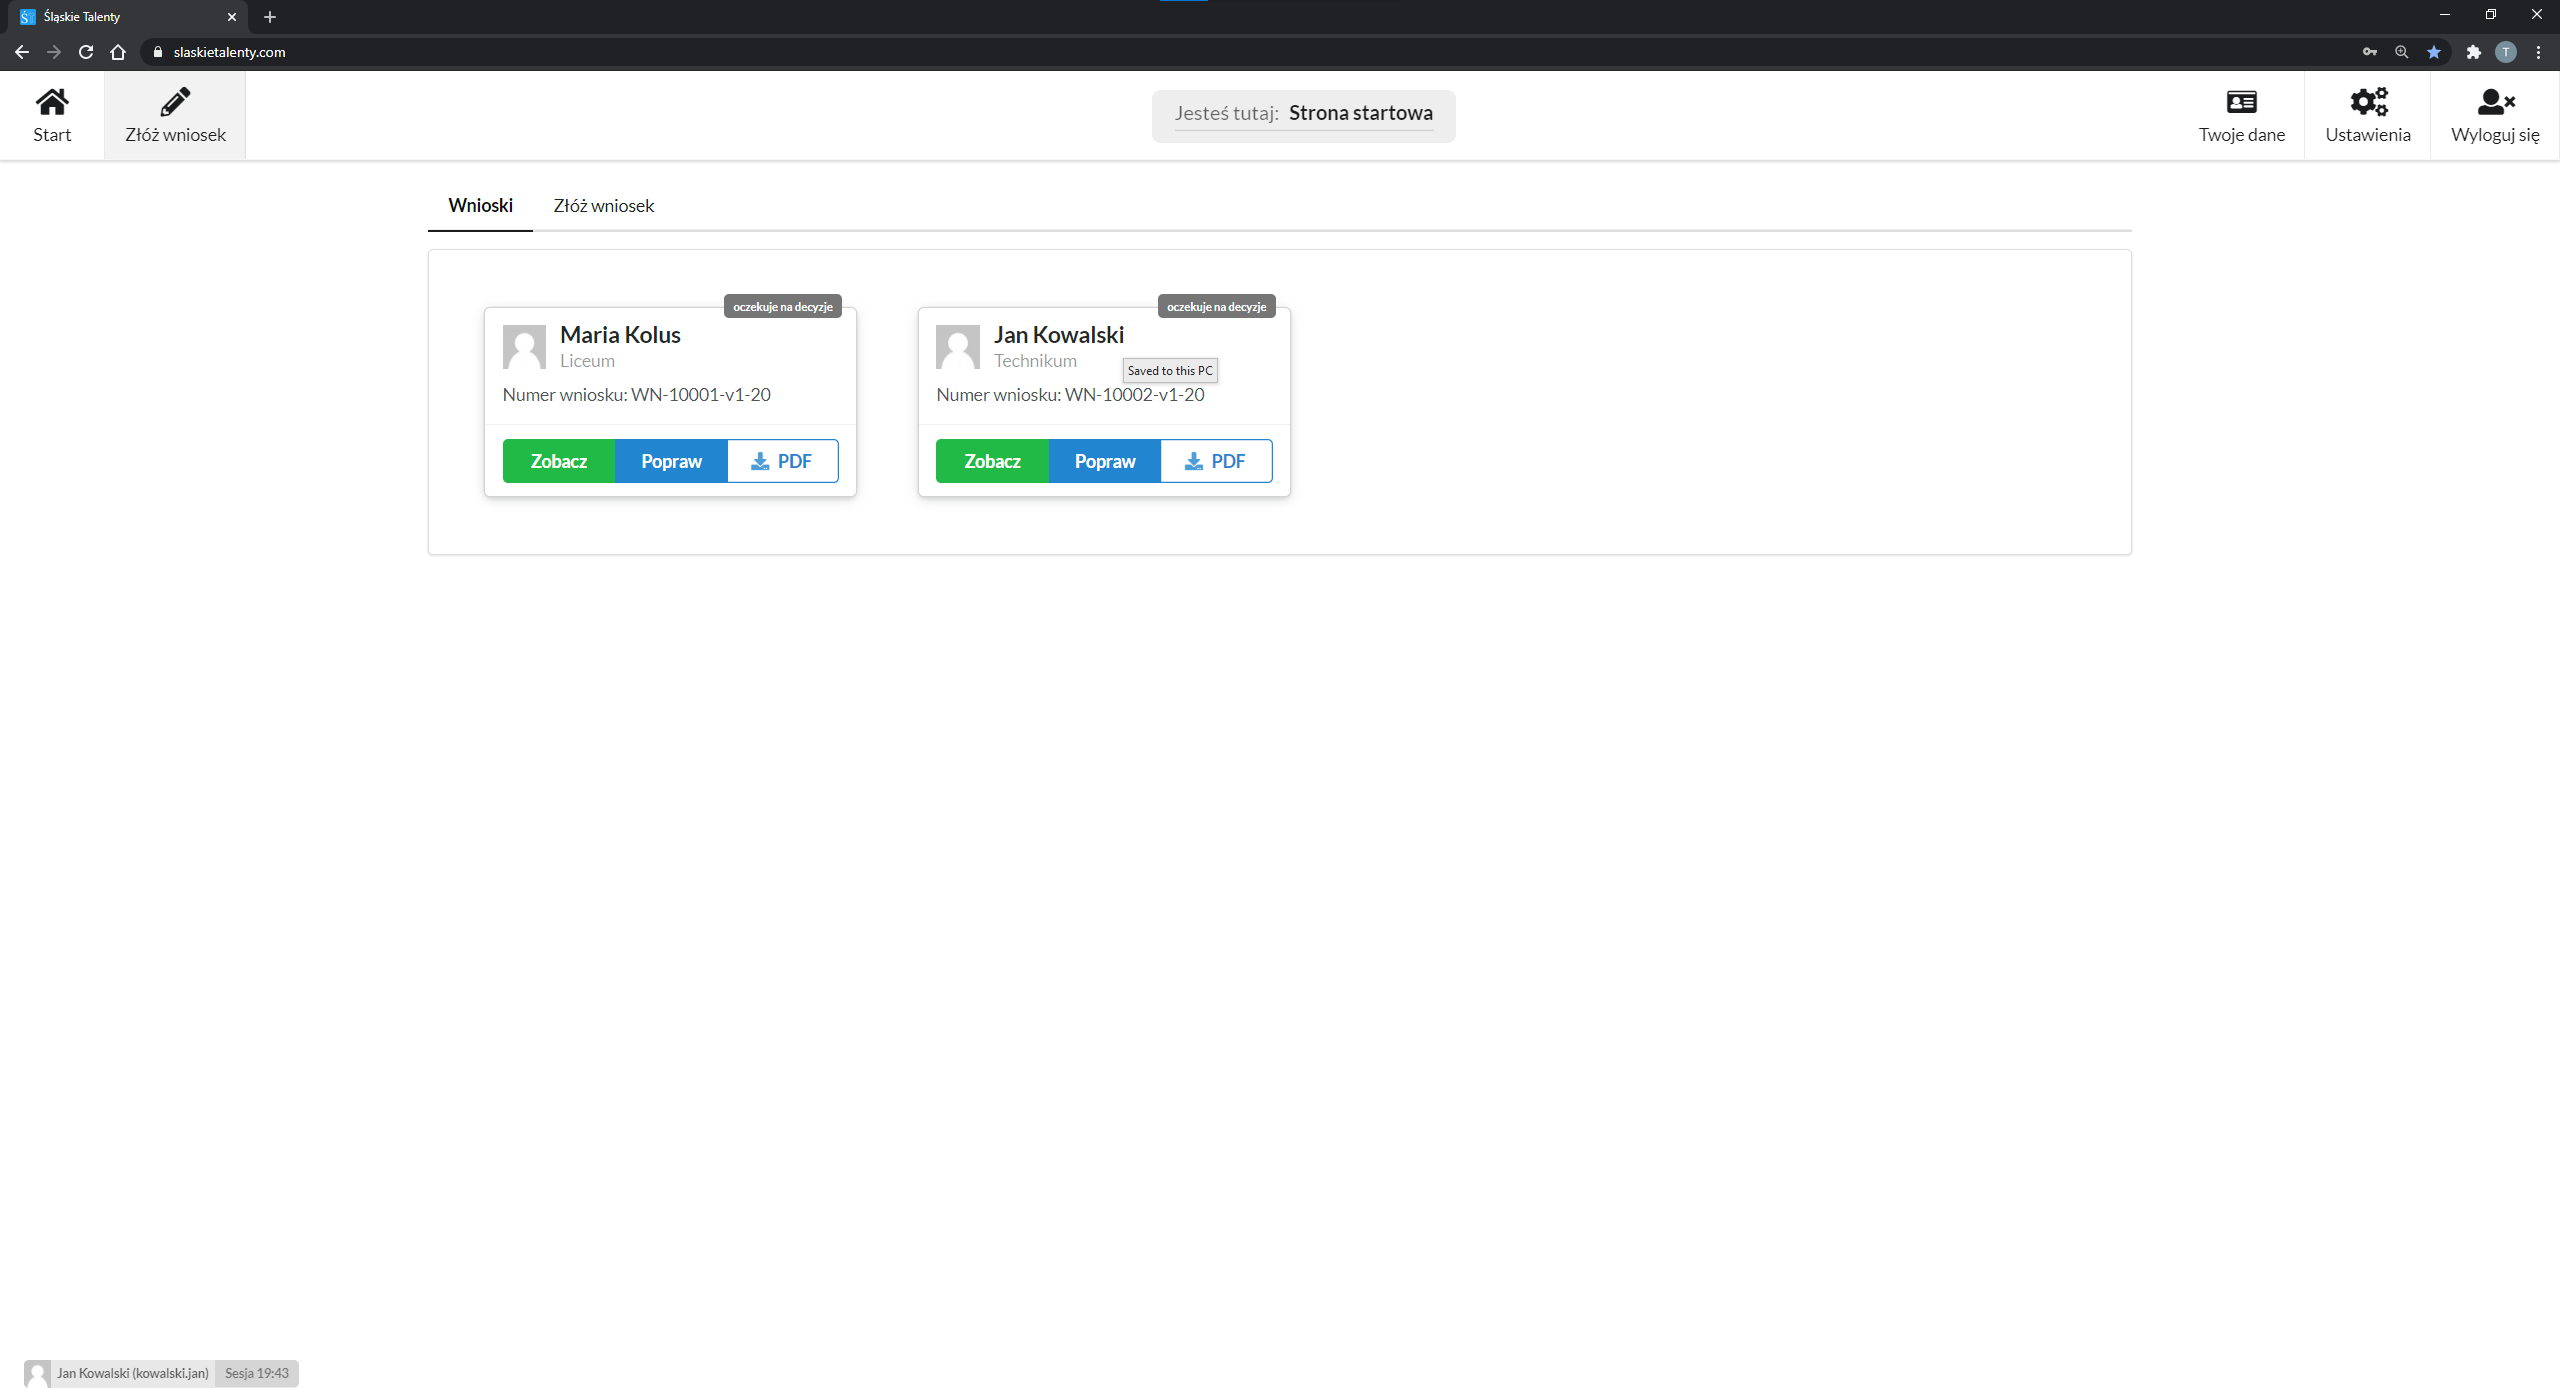 Śląskie Talenty
slaskietalenty.com
T
Start
Złóż wniosek
Jesteś tutaj: Strona startowa
Twoje dane
Ustawienia
Wyloguj się
Wnioski
Złóż wniosek
oczekuje na decyzje
Maria Kolus
Liceum
Numer wniosku: WN-10001-v1-20
Zobacz
Popraw
PDF
oczekuje na decyzje
Jan Kowalski
Technikum
Saved to this PC
Numer wniosku: WN-10002-v1-20
Zobacz
Popraw
PDF
Jan Kowalski (kowalski.jan)
Sesja 19:43